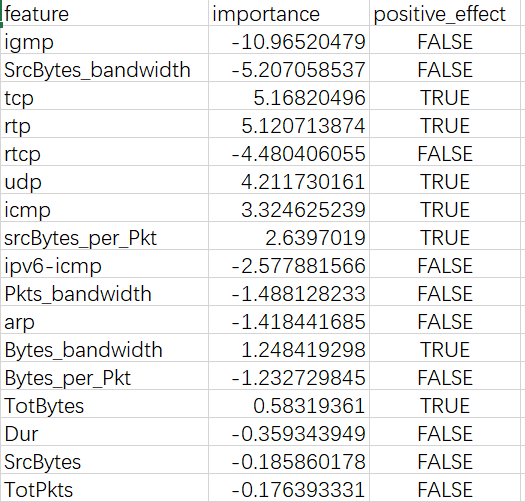 feature importance positive_effect
igmp -10.96520479 FALSE
SrcBytes_bandwidth -5.207058537 FALSE
tcp 5.16820496 TRUE
rtp 5.120713874 TRUE
rtcp -4.480406055 FALSE
udp 4.211730161 TRUE
icmp 3.324625239 TRUE
srcBytes_per_Pkt 2.6397019 TRUE
ipv6-icmp -2.577881566 FALSE
Pkts_bandwidth -1.488128233 FALSE
arp -1.418441685 FALSE
Bytes_bandwidth 1.248419298 TRUE
Bytes_per_Pkt -1.232729845 FALSE
TotBytes 0.58319361 TRUE
Dur -0.359343949 FALSE
SrcBytes -0.185860178 FALSE
TotPkts -0.176393331 FALSE